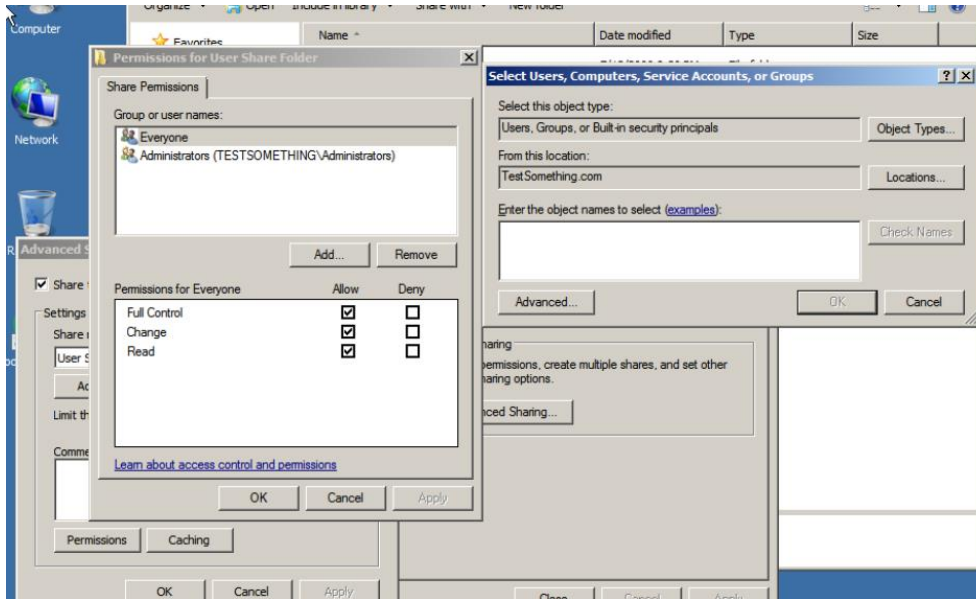 Computer
Organize
Open
Include in library
Share with
New folder
Favorites
Name
Date modified
Type
Size
Network
Permissions for User Share Folder
Share Permissions
Group or user names:
Everyone
Administrators (TESTSOMETHING\Administrators)
Add...
Remove
Permissions for Everyone
Allow
Deny
Full Control
Change
Read
Learn about access control and permissions
OK
Cancel
Apply
Select Users, Computers, Service Accounts, or Groups
Select this object type:
Users, Groups, or Built-in security principals
Object Types...
From this location:
TestSomething.com
Locations...
Enter the object names to select (examples):
Check Names
Advanced...
OK
Cancel
Advanced S
Share
Settings
Share
User S
Limit th
Comme
Permissions
Caching
OK
Cancel
Apply
haring
permissions, create multiple shares, and set other
haring options.
nced Sharing...
Close
Cancel
Apply